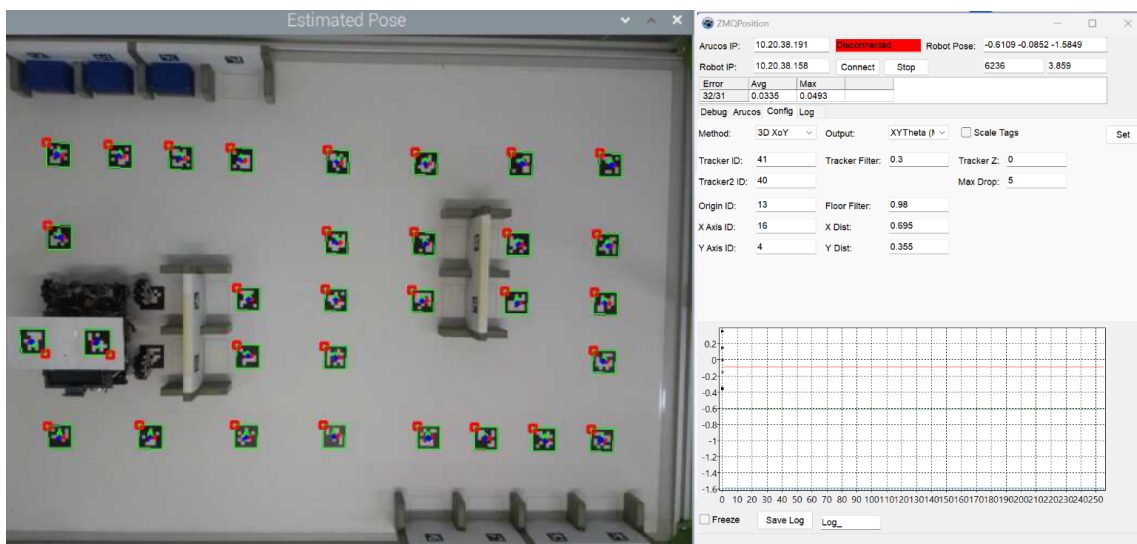 Estimated Pose
ZMQPosition
Arucos IP: 10.20.38.191 Disconnected. Robot Pose: -0.6109 -0.0852 -1.5849
Robot IP: 10.20.38.158 Connect Stop 6236 3.859
Error Avg Max
32/31 0.0335 0.0493
Debug Arucos Config Log
Method: 3D XoY Output: XYTheta (M Scale Tags Set
Tracker ID: 41 Tracker Filter: 0.3 Tracker Z: 0
Tracker2 ID: 40 Max Drop: 5
Origin ID: 13 Floor Filter: 0.98
X Axis ID: 16 X Dist: 0.695
Y Axis ID: 4 Y Dist: 0.355
0.2
0
-0.2
-0.4
-0.6
-0.8
-1
-1.2
-1.4
-1.6
0 10 20 30 40 50 60 70 80 90 100110120130140150160170180190200210220230240250
Freeze Save Log Log_